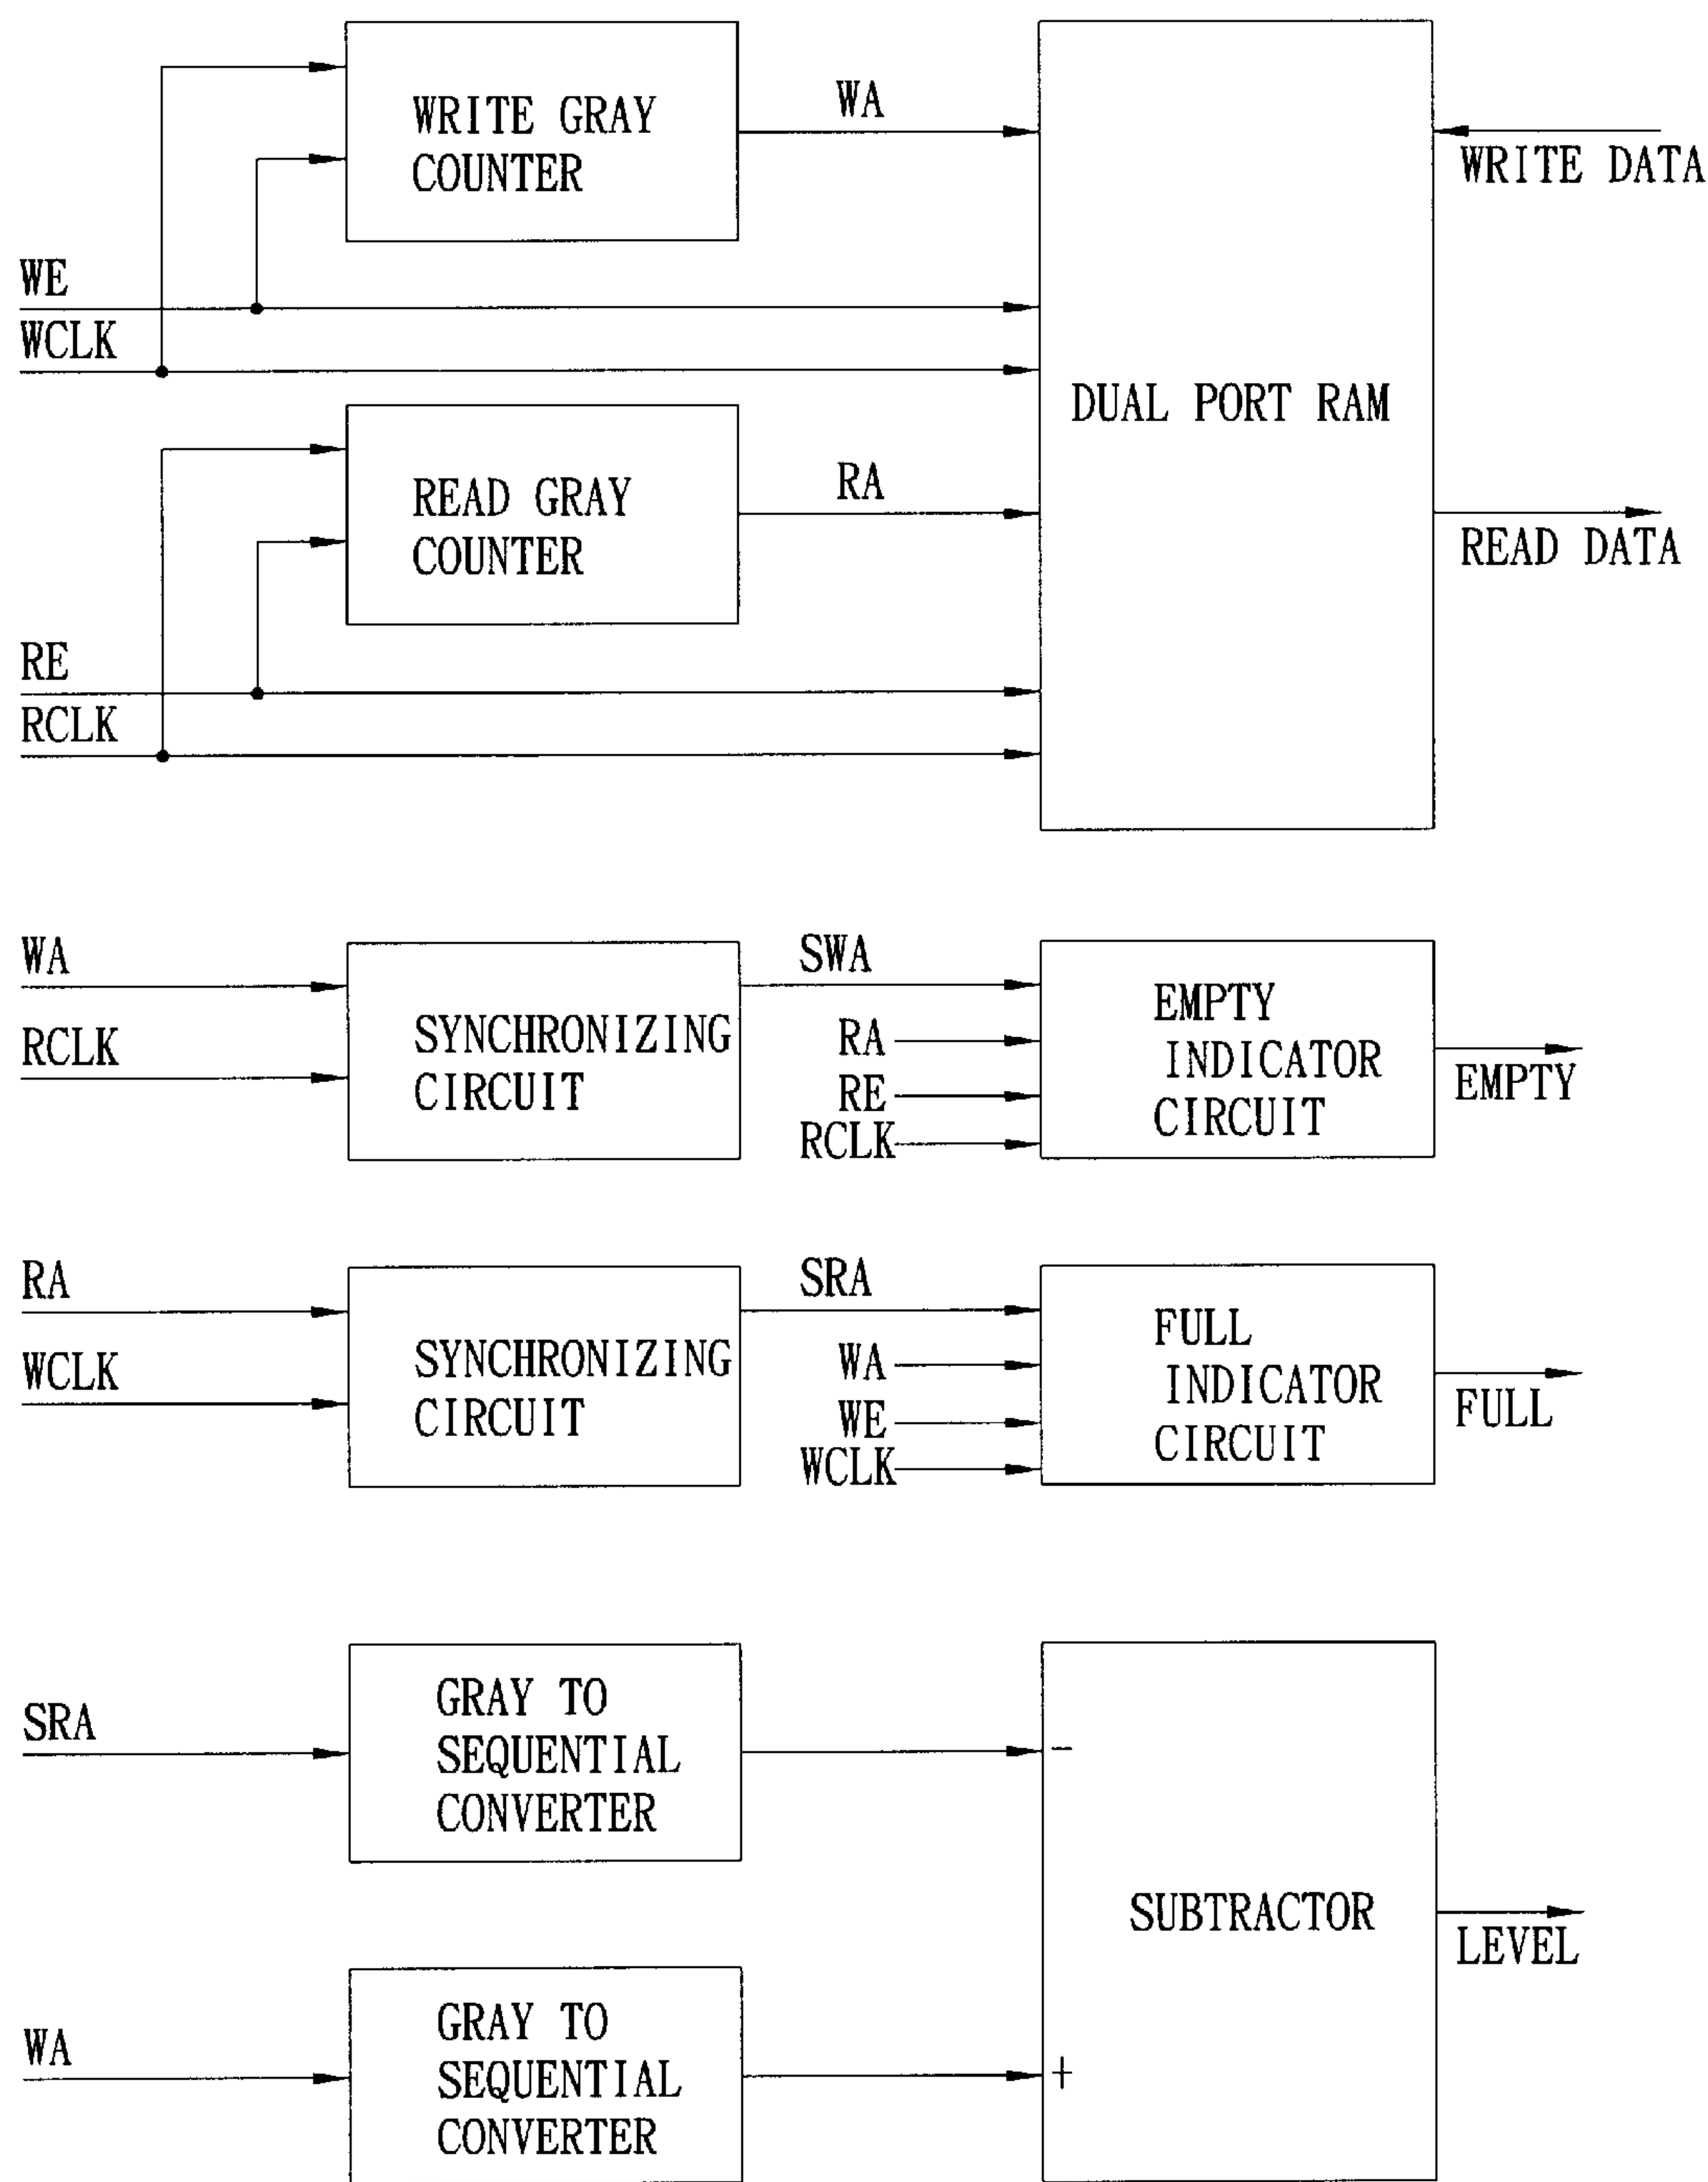 WRITE GRAY
COUNTER
WA
WRITE DATA
WE
WCLK
DUAL PORT RAM
READ GRAY
COUNTER
RA
READ DATA
RE
RCLK
WA
RCLK
SYNCHRONIZING
CIRCUIT
SWA
RA
RE
RCLK
EMPTY
INDICATOR
CIRCUIT
EMPTY
RA
WCLK
SYNCHRONIZING
CIRCUIT
SRA
WA
WE
WCLK
FULL
INDICATOR
CIRCUIT
FULL
SRA
GRAY TO
SEQUENTIAL
CONVERTER
-
SUBTRACTOR
LEVEL
WA
GRAY TO
SEQUENTIAL
CONVERTER
+